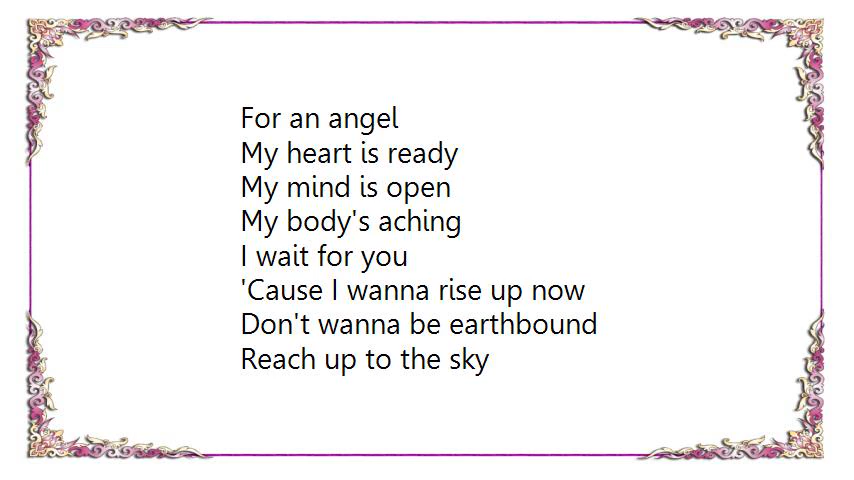 For an angel
My heart is ready
My mind is open
My body's aching
I wait for you
'Cause I wanna rise up now
Don't wanna be earthbound
Reach up to the sky